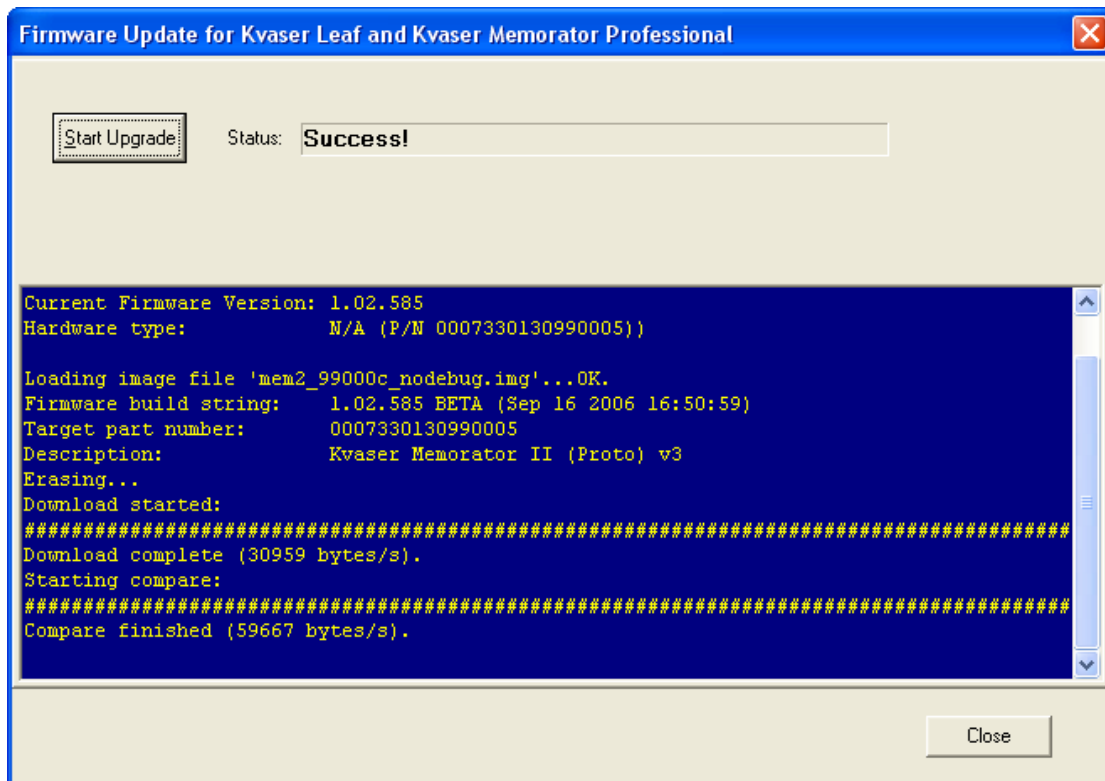 Firmware Update for Kvaser Leaf and Kvaser Memorator Professional
Start Upgrade Status: Success!
Current Firmware Version: 1.02.585
Hardware type: N/A (P/N 0007330130990005))
Loading image file 'mem2_99000c_nodebug.img'...OK.
Firmware build string: 1.02.585 BETA (Sep 16 2006 16:50:59)
Target part number: 0007330130990005
Description: Kvaser Memorator II (Proto) v3
Erasing...
Download started:
#########################################################################################
Download complete (30959 bytes/s).
Starting compare:
#########################################################################################
Compare finished (59667 bytes/s).
Close